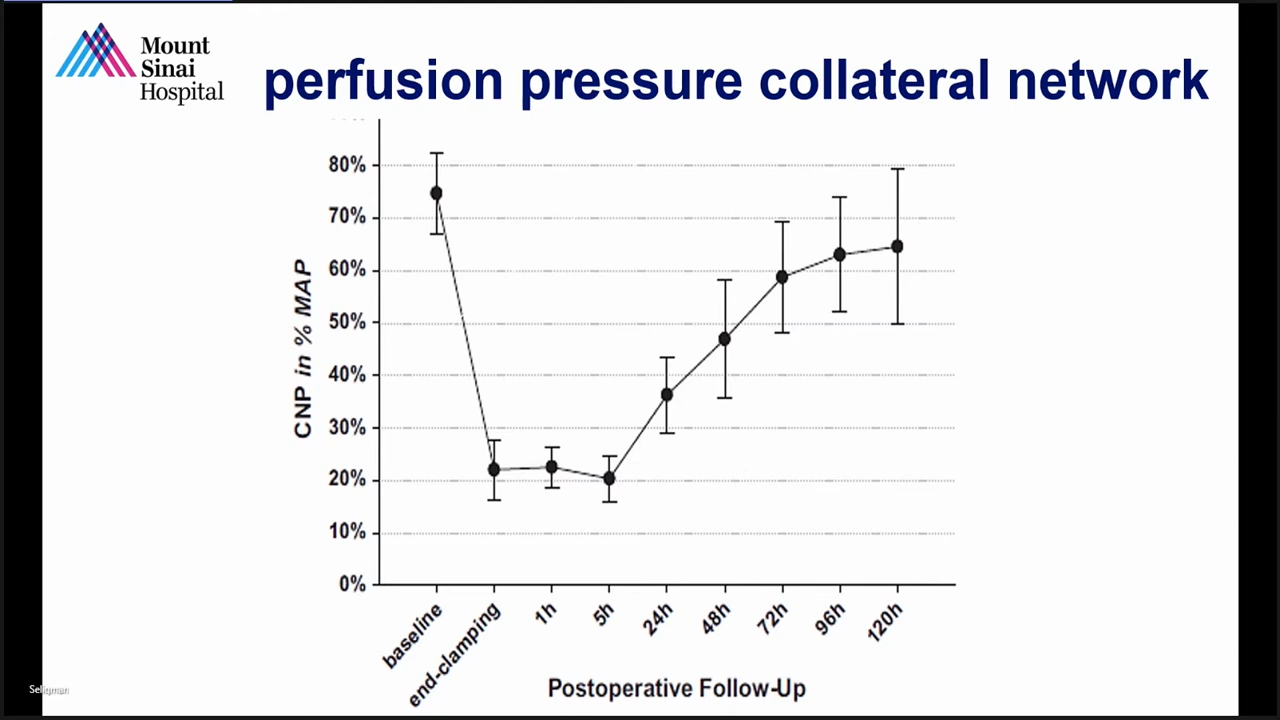 Mount
Sinai
Hospital
perfusion pressure collateral network
80%
70%
60%
50%
40%
30%
20%
10%
0%
CNP in % MAP
baseline
end-clamping
1h
5h
24h
48h
72h
96h
120h
Postoperative Follow-Up
Seligman